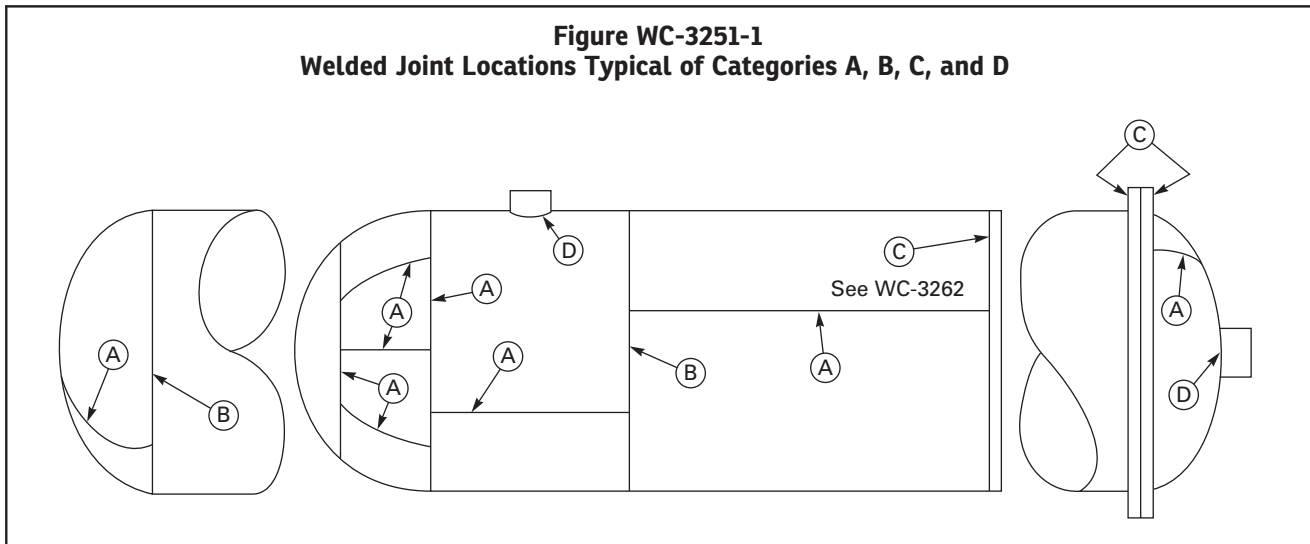 Figure WC-3251-1
Welded Joint Locations Typical of Categories A, B, C, and D
C
D
C
A
See WC-3262
A
A
A
A
B
A
A
D
B